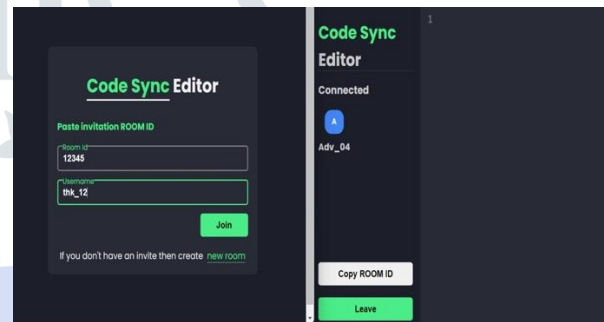 Code Sync Editor
Paste invitation ROOM ID
Room id
12345
Username
thk_12
Join
If you don't have an invite then create new room
Code Sync
Editor
Connected
A
Adv_04
Copy ROOM ID
Leave
1